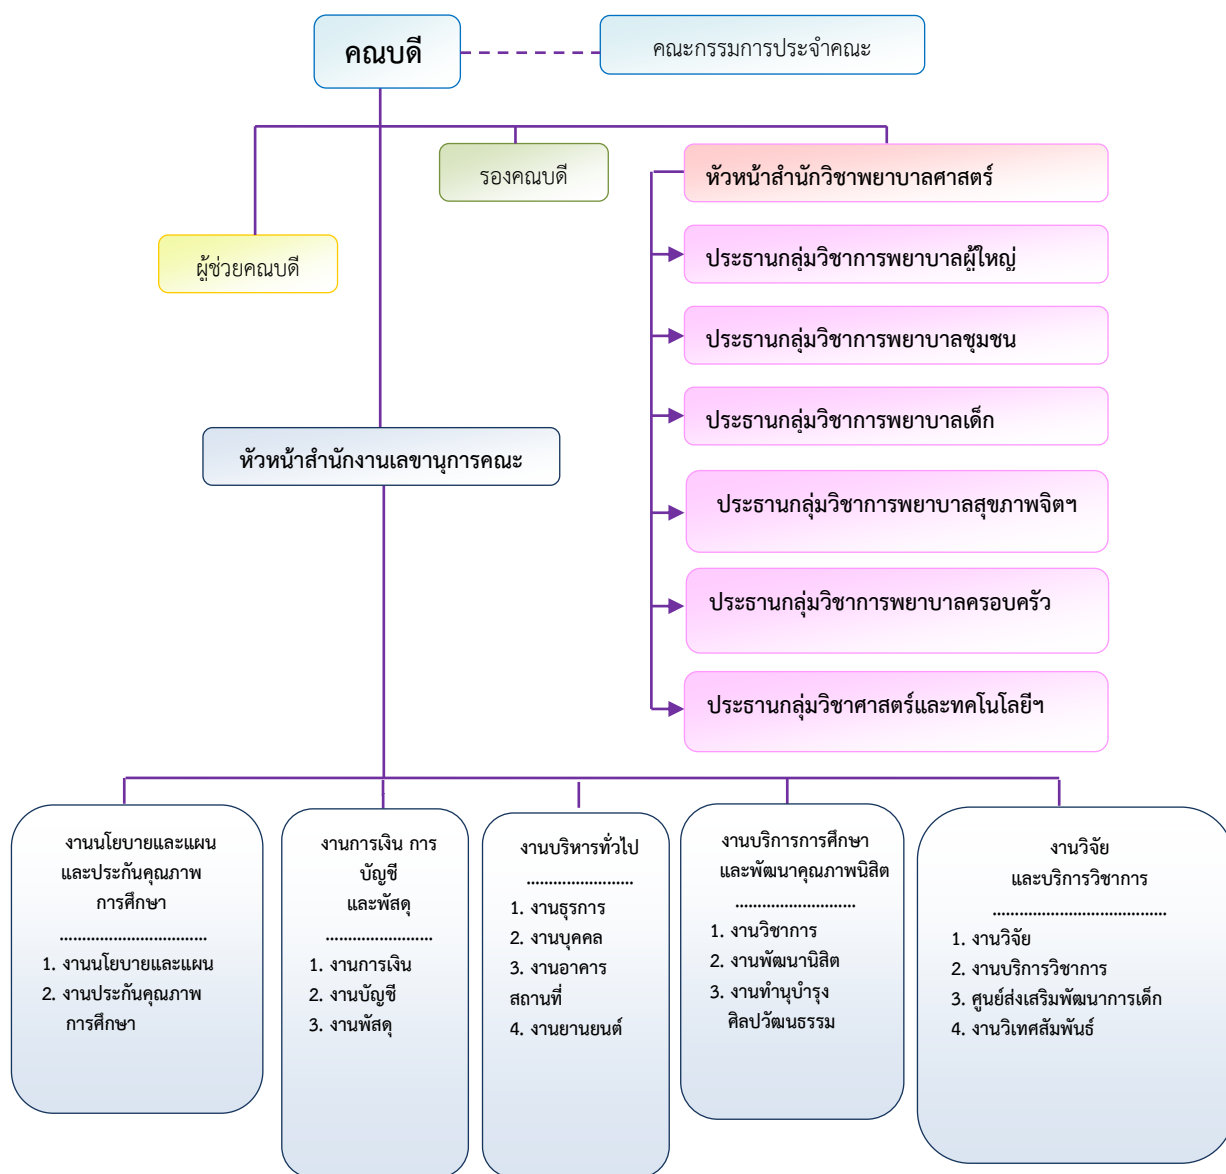 คณบดี
คณะกรรมการประจำคณะ
รองคณบดี
หัวหน้าสำนักวิชาพยาบาลศาสตร์
ผู้ช่วยคณบดี
ประธานกลุ่มวิชาการพยาบาลผู้ใหญ่
ประธานกลุ่มวิชาการพยาบาลชุมชน
ประธานกลุ่มวิชาการพยาบาลเด็ก
หัวหน้าสำนักงานเลขานุการคณะ
ประธานกลุ่มวิชาการพยาบาลสุขภาพจิตฯ
ประธานกลุ่มวิชาการพยาบาลครอบครัว
ประธานกลุ่มวิชาศาสตร์และทคโนโลยีฯ
งานนโยบายและแผน
และประกันคุณภาพ
การศึกษา
.................................
1. งานนโยบายและแผน
2. งานประกันคุณภาพ
การศึกษา
งานการเงิน การ
บัญชี
และพัสดุ
........................
1. งานการเงิน
2. งานบัญชี
3. งานพัสดุ
งานบริหารทั่วไป
........................
1. งานธุรการ
2. งานบุคคล
3. งานอาคาร
สถานที่
4. งานยานยนต์
งานบริการการศึกษา
และพัฒนาคุณภาพนิสิต
...........................
1. งานวิชาการ
2. งานพัฒนานิสิต
3. งานทำนุบำรุง
ศิลปวัฒนธรรม
งานวิจัย
และบริการวิชาการ
.......................................
1. งานวิจัย
2. งานบริการวิชาการ
3. ศูนย์ส่งเสริมพัฒนาการเด็ก
4. งานวิเทศสัมพันธ์